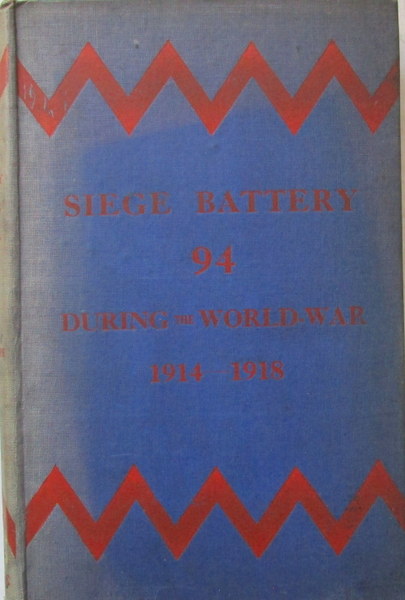 SIEGE BATTERY
94
DURING THE WORLD-WAR
1914-1918